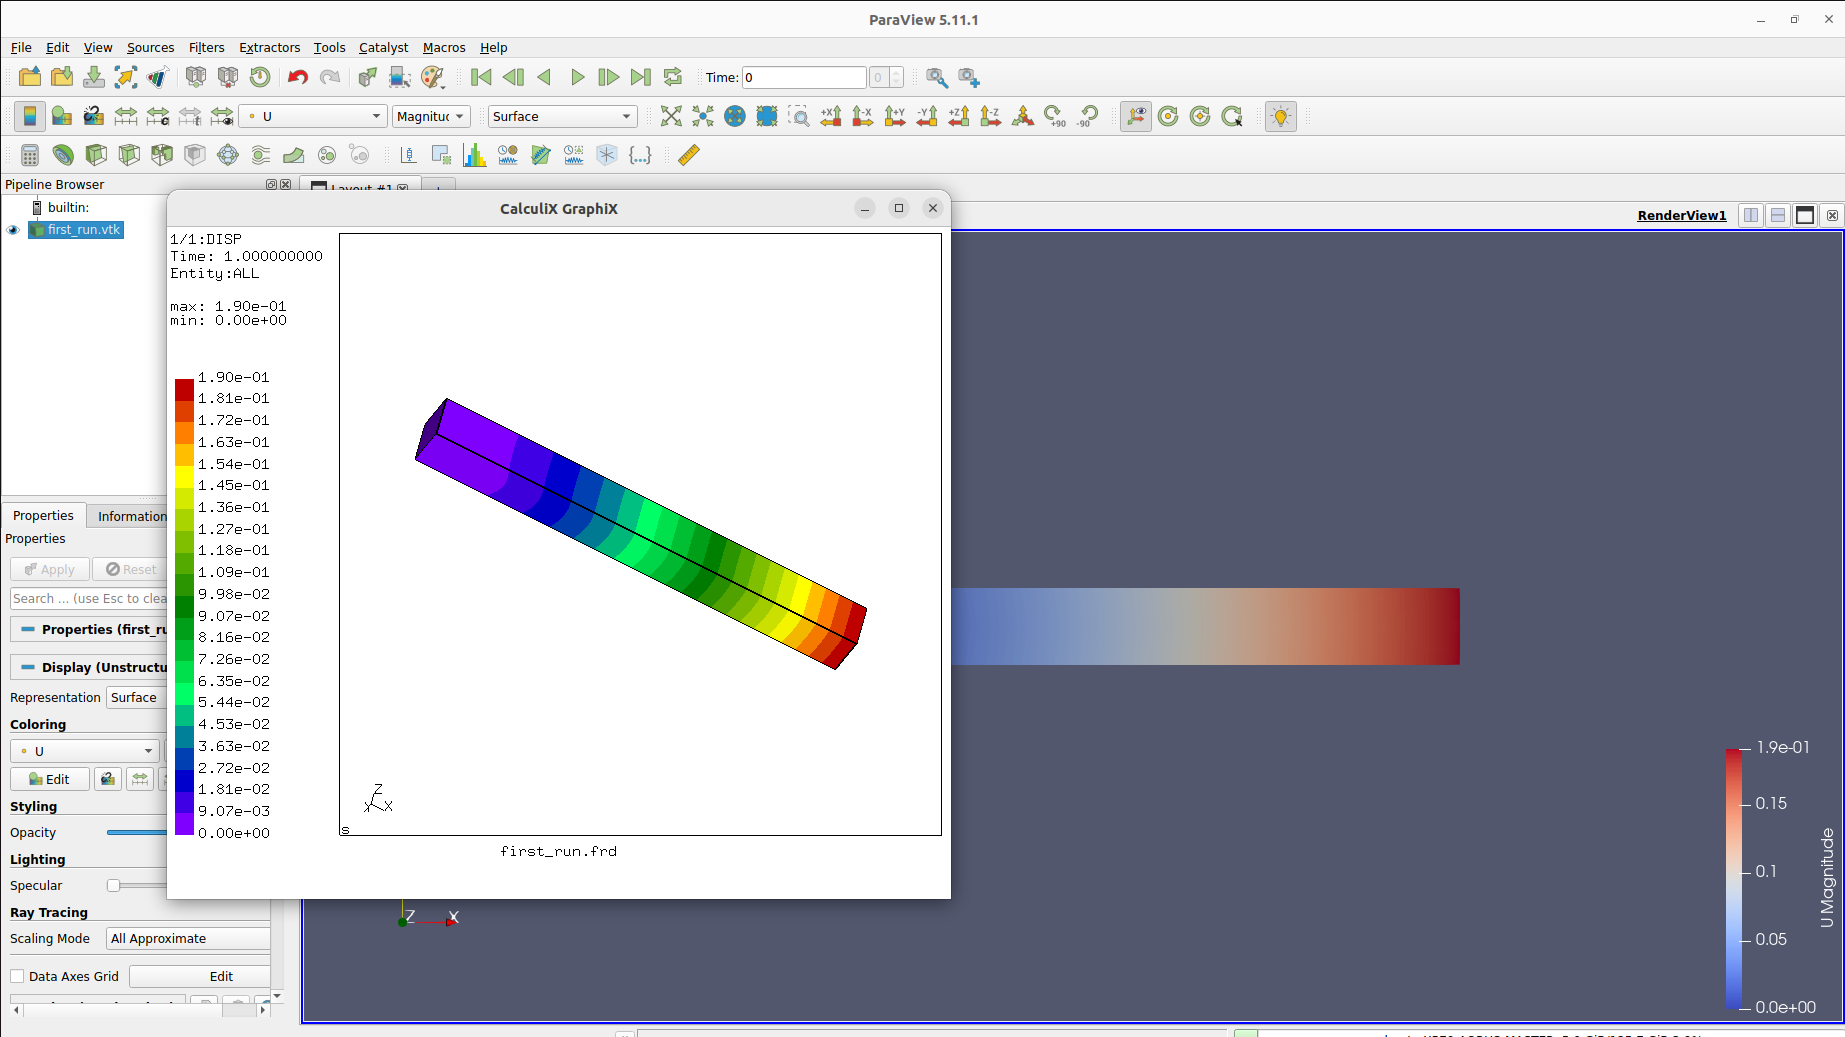 ParaView 5.11.1
File Edit View Sources Filters Extractors Tools Catalyst Macros Help
Time: 0 0
U Magnituc Surface
+X -X +Y -Y +Z -Z +90 -90
Pipeline Browser
Layout #1
builtin:
first_run.vtk
RenderView1
CalculiX GraphiX
1/1:DISP
Time: 1.000000000
Entity:ALL
max: 1.90e-01
min: 0.00e+00
1.90e-01
1.81e-01
1.72e-01
1.63e-01
1.54e-01
1.45e-01
1.36e-01
1.27e-01
1.18e-01
1.09e-01
9.98e-02
9.07e-02
8.16e-02
7.26e-02
6.35e-02
5.44e-02
4.53e-02
3.63e-02
2.72e-02
1.81e-02
9.07e-03
0.00e+00
Z
Y X
S
first_run.frd
Properties Information
Properties
Apply Reset
Search ... (use Esc to clea
Properties (first_ru
Display (Unstructu
Representation Surface
Coloring
U
Edit
Styling
Opacity
Lighting
Specular
Ray Tracing
Scaling Mode All Approximate
Data Axes Grid Edit
Z X
1.9e-01
0.15
0.1
0.05
0.0e+00
U Magnitude